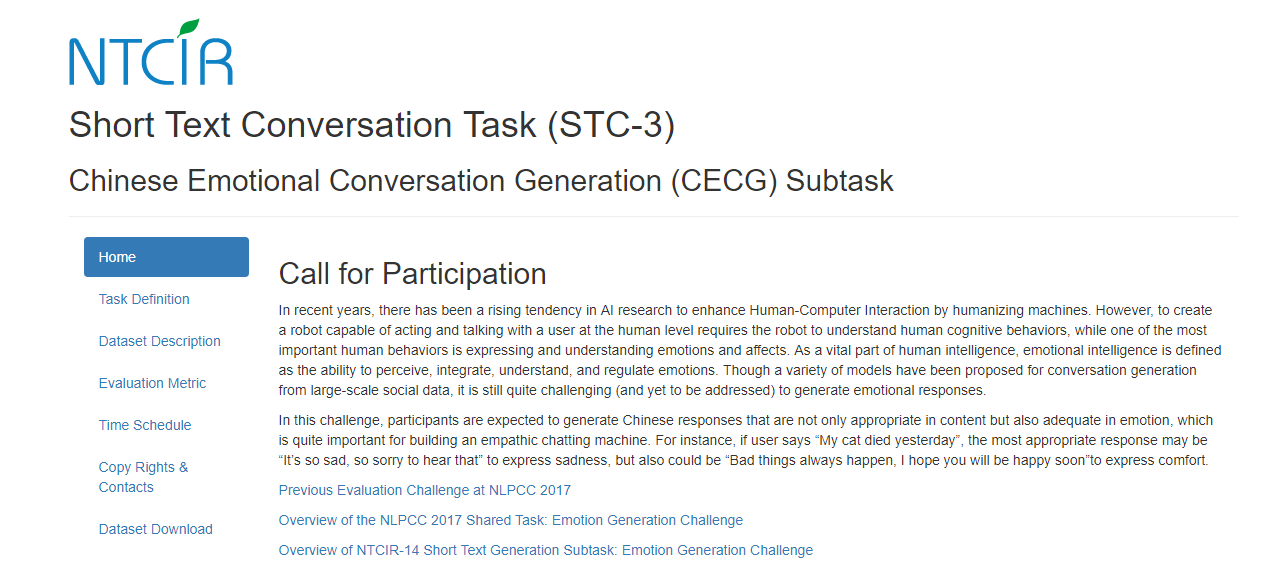 NTCIR
Short Text Conversation Task (STC-3)
Chinese Emotional Conversation Generation (CECG) Subtask
Home
Task Definition
Dataset Description
Evaluation Metric
Time Schedule
Copy Rights &
Contacts
Dataset Download
Call for Participation
In recent years, there has been a rising tendency in AI research to enhance Human-Computer Interaction by humanizing machines. However, to create
a robot capable of acting and talking with a user at the human level requires the robot to understand human cognitive behaviors, while one of the most
important human behaviors is expressing and understanding emotions and affects. As a vital part of human intelligence, emotional intelligence is defined
as the ability to perceive, integrate, understand, and regulate emotions. Though a variety of models have been proposed for conversation generation
from large-scale social data, it is still quite challenging (and yet to be addressed) to generate emotional responses.
In this challenge, participants are expected to generate Chinese responses that are not only appropriate in content but also adequate in emotion, which
is quite important for building an empathic chatting machine. For instance, if user says “My cat died yesterday”, the most appropriate response may be
“It’s so sad, so sorry to hear that” to express sadness, but also could be “Bad things always happen, I hope you will be happy soon”to express comfort.
Previous Evaluation Challenge at NLPCC 2017
Overview of the NLPCC 2017 Shared Task: Emotion Generation Challenge
Overview of NTCIR-14 Short Text Generation Subtask: Emotion Generation Challenge